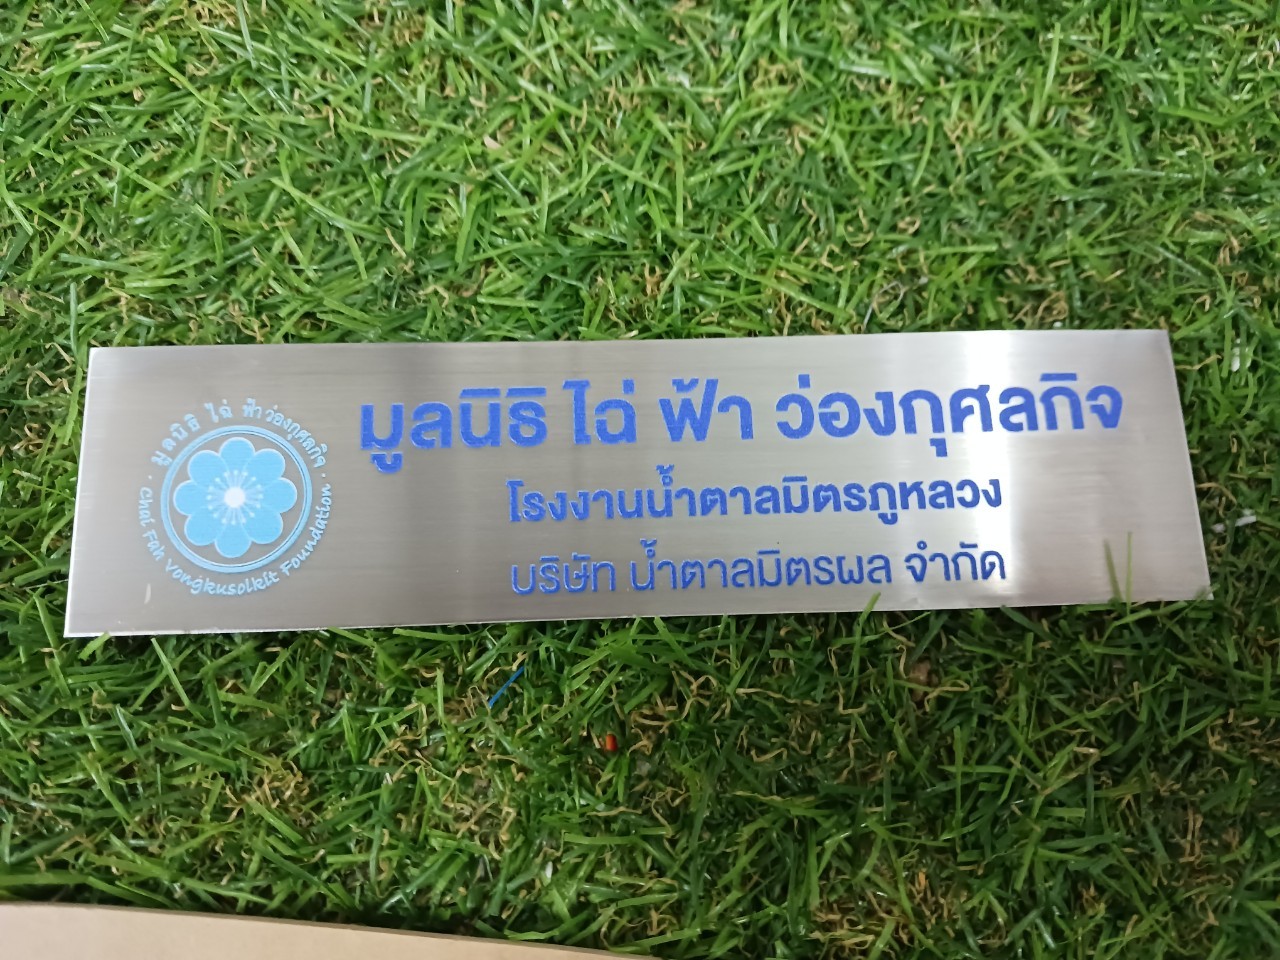 มูลนิธิ ไฉ่ ฟ้า ว่องกุศลกิจ
Chai Fah Vongkusolkit Foundation
มูลนิธิ ไฉ่ ฟ้า ว่องกุศลกิจ
โรงงานน้ำตาลมิตรภูหลวง
บริษัท น้ำตาลมิตรผล จำกัด